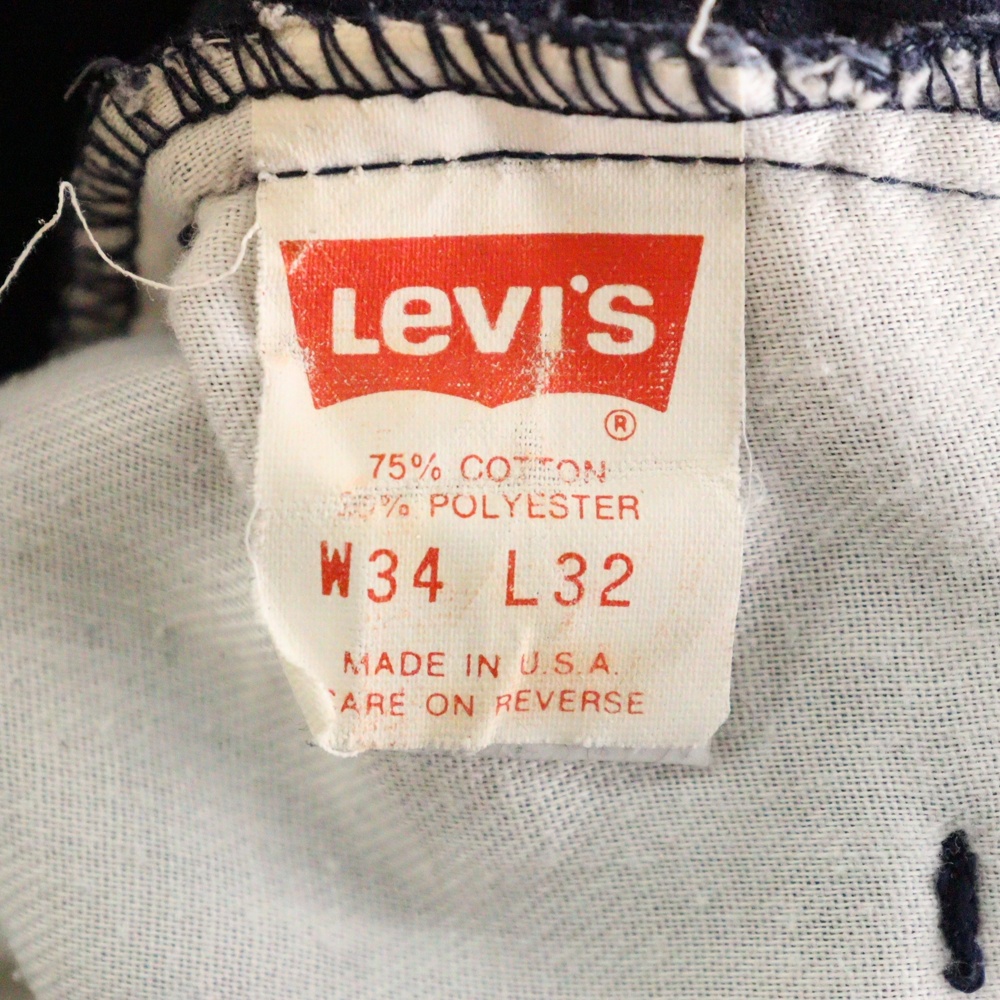 Levi's
®
75% COTTON
% POLYESTER
W34 L32
MADE IN U.S.A.
CARE ON REVERSE